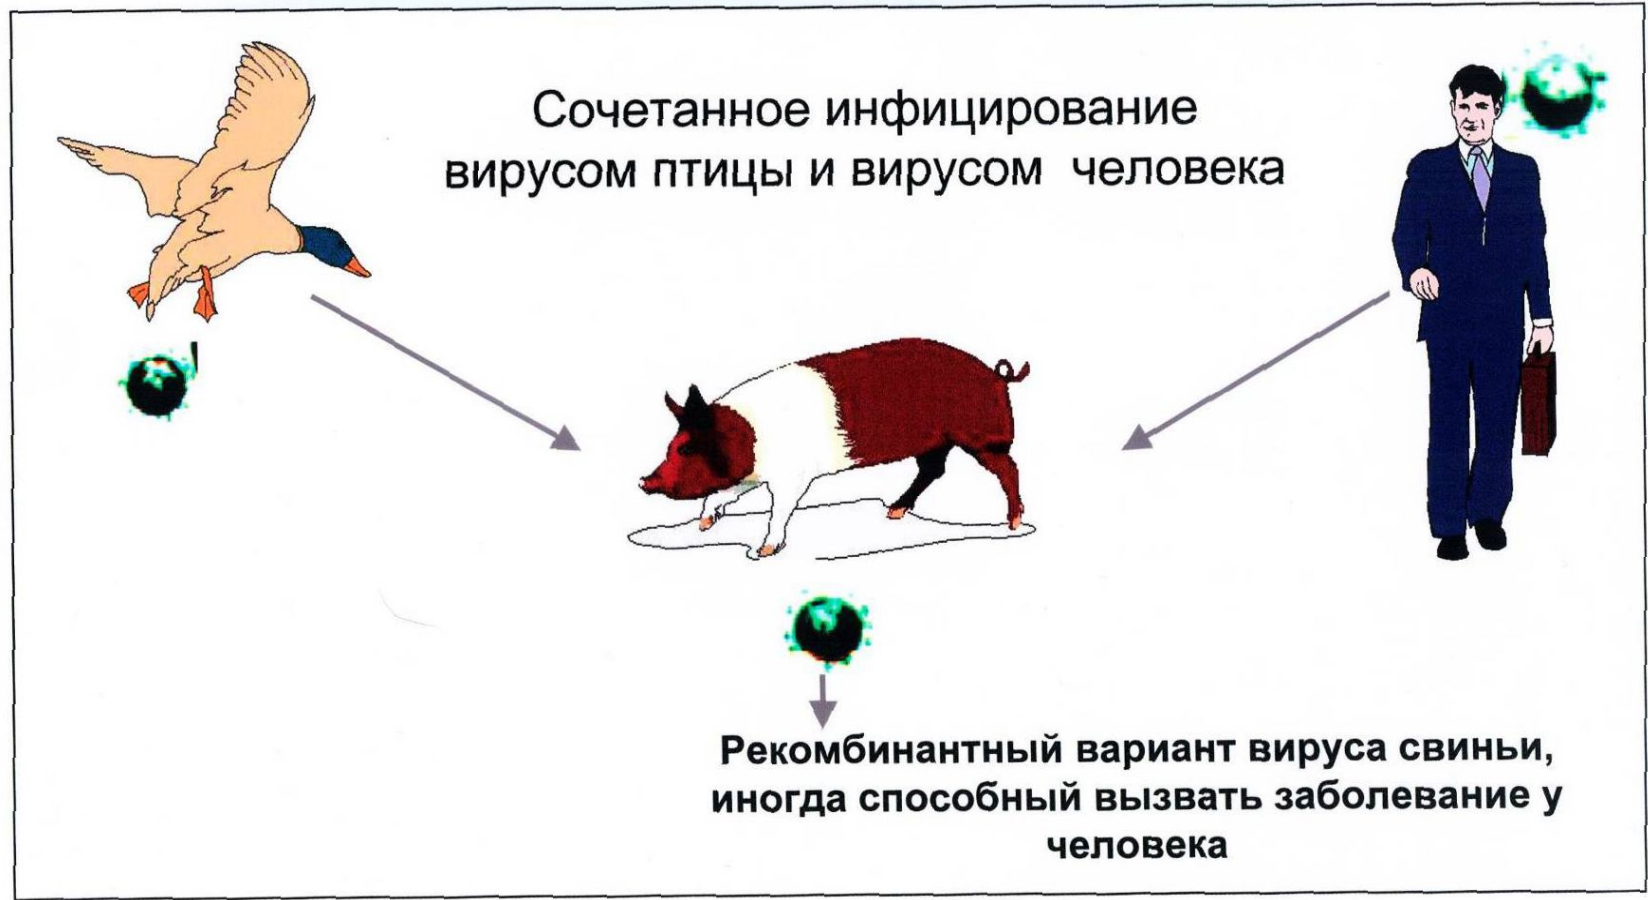 Сочетанное инфицирование
вирусом птицы и вирусом человека
Рекомбинантный вариант вируса свиньи,
иногда способный вызвать заболевание у
человека